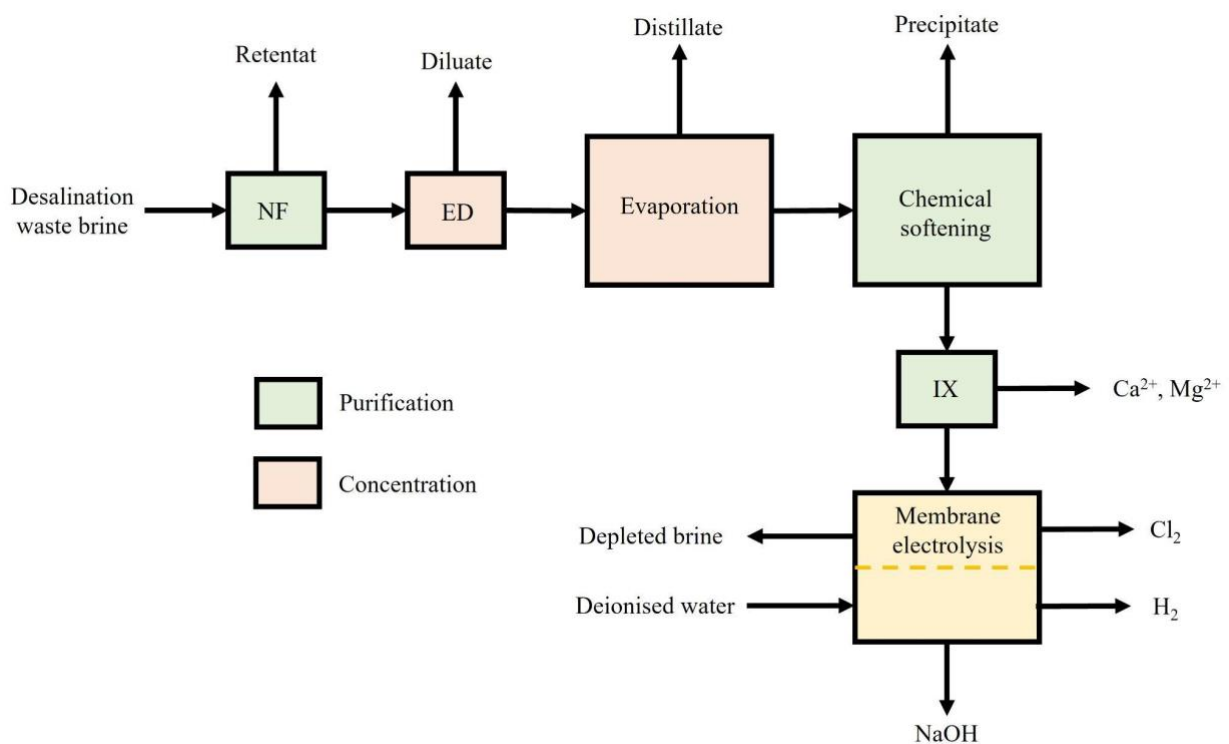 Distillate
Precipitate
Retentat
Diluate
Desalination
waste brine
NF
ED
Evaporation
Chemical
softening
IX
Ca²⁺, Mg²⁺
Purification
Concentration
Membrane
electrolysis
Depleted brine
Cl₂
Deionised water
H₂
NaOH